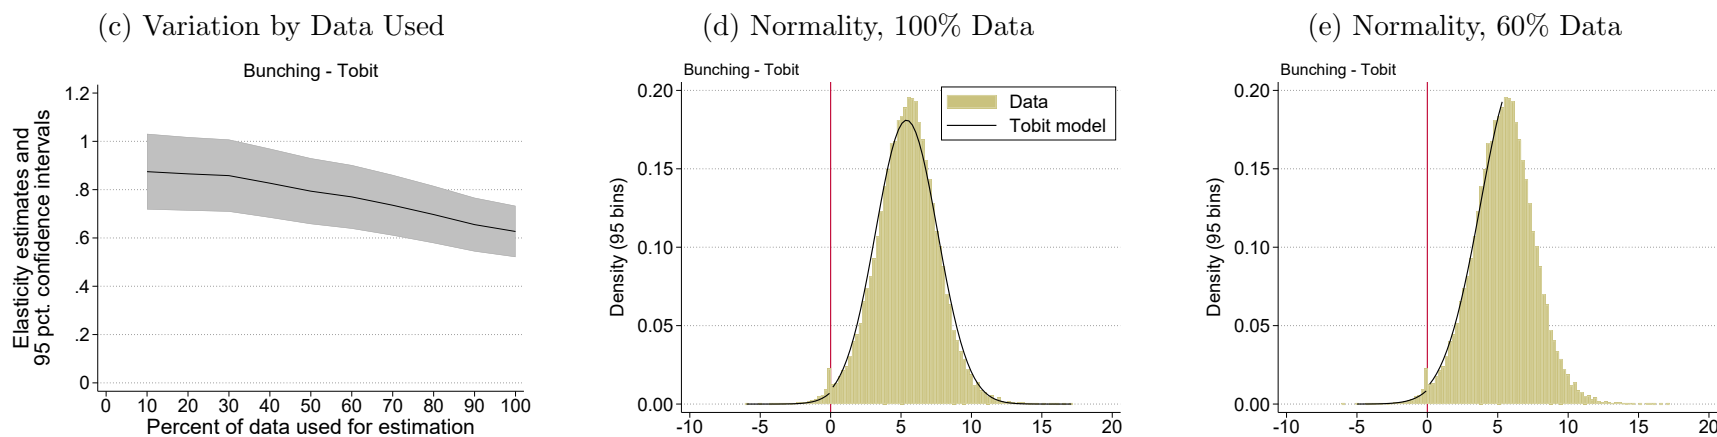 (c) Variation by Data Used
Bunching - Tobit
Elasticity estimates and
95 pct. confidence intervals
1.2
1
.8
.6
.4
.2
0
0 10 20 30 40 50 60 70 80 90 100
Percent of data used for estimation
(d) Normality, 100% Data
Bunching - Tobit
Data
Tobit model
Density (95 bins)
0.20
0.15
0.10
0.05
0.00
-10 -5 0 5 10 15 20
(e) Normality, 60% Data
Bunching - Tobit
Density (95 bins)
0.20
0.15
0.10
0.05
0.00
-10 -5 0 5 10 15 20